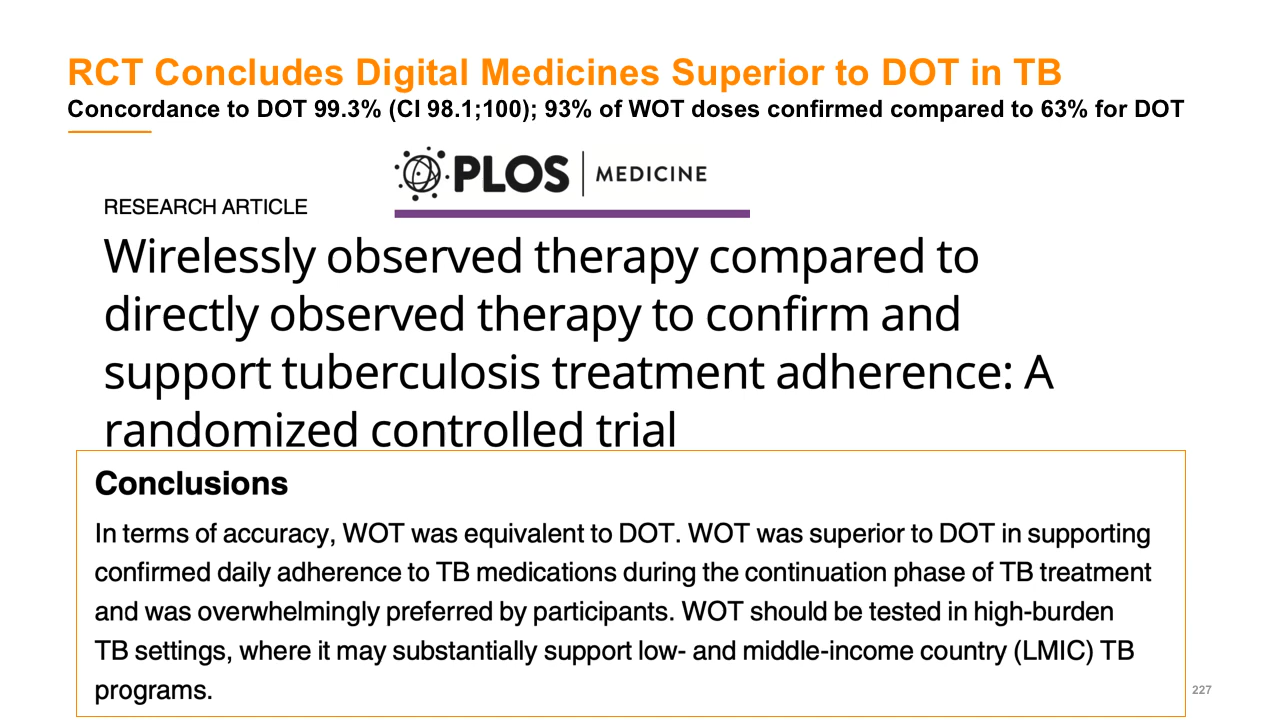 RCT Concludes Digital Medicines Superior to DOT in TB
Concordance to DOT 99.3% (CI 98.1;100); 93% of WOT doses confirmed compared to 63% for DOT
PLOS MEDICINE
RESEARCH ARTICLE
Wirelessly observed therapy compared to
directly observed therapy to confirm and
support tuberculosis treatment adherence: A
randomized controlled trial
Conclusions
In terms of accuracy, WOT was equivalent to DOT. WOT was superior to DOT in supporting
confirmed daily adherence to TB medications during the continuation phase of TB treatment
and was overwhelmingly preferred by participants. WOT should be tested in high-burden
TB settings, where it may substantially support low- and middle-income country (LMIC) TB
programs.
227